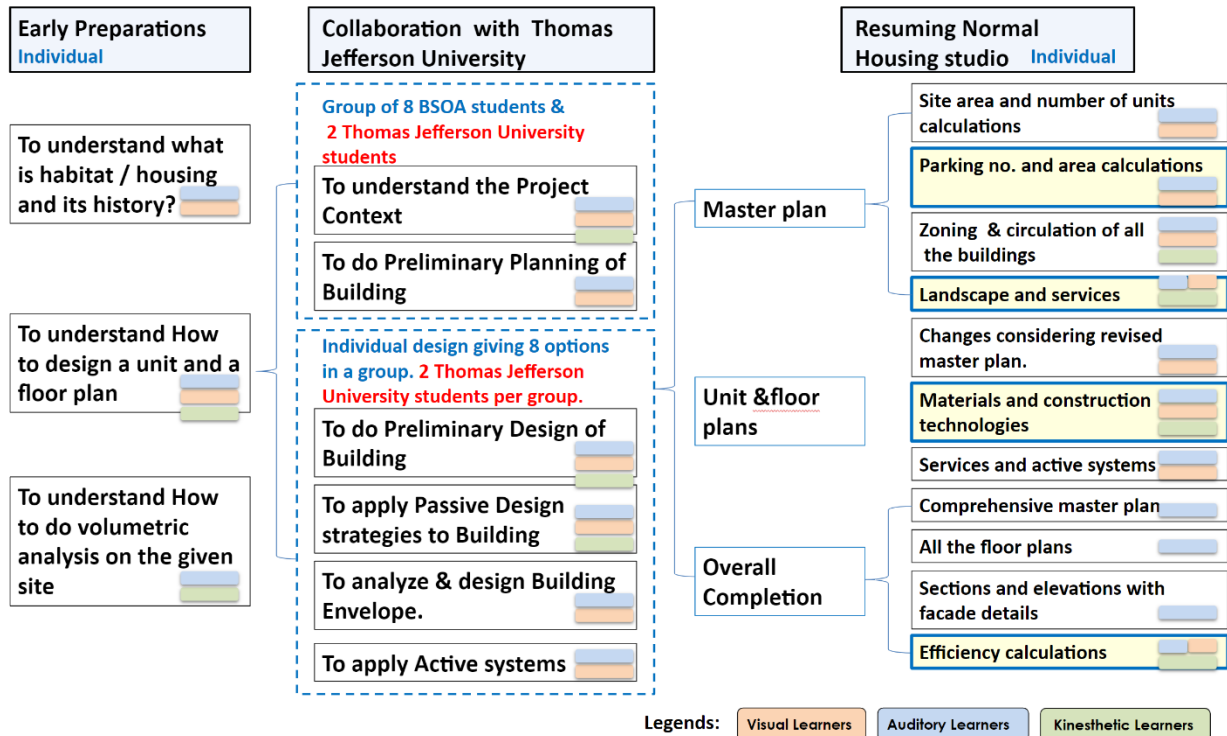 Early Preparations
Individual
To understand what
is habitat / housing
and its history?
To understand How
to design a unit and a
floor plan
To understand How
to do volumetric
analysis on the given
site
Collaboration with Thomas
Jefferson University
Group of 8 BSOA students &
2 Thomas Jefferson University
students
To understand the Project
Context
To do Preliminary Planning of
Building
Individual design giving 8 options
in a group. 2 Thomas Jefferson
University students per group.
To do Preliminary Design of
Building
To apply Passive Design
strategies to Building
To analyze & design Building
Envelope.
To apply Active systems
Resuming Normal
Housing studio Individual
Master plan
Unit &floor
plans
Overall
Completion
Site area and number of units
calculations
Parking no. and area calculations
Zoning & circulation of all
the buildings
Landscape and services
Changes considering revised
master plan.
Materials and construction
technologies
Services and active systems
Comprehensive master plan
All the floor plans
Sections and elevations with
facade details
Efficiency calculations
Legends: Visual Learners Auditory Learners Kinesthetic Learners